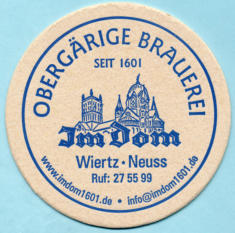 OBERGÄRIGE BRAUEREI
SEIT 1601
Im Dom
Wiertz · Neuss
Ruf: 27 55 99
www.imdom1601.de • info@imdom1601.de